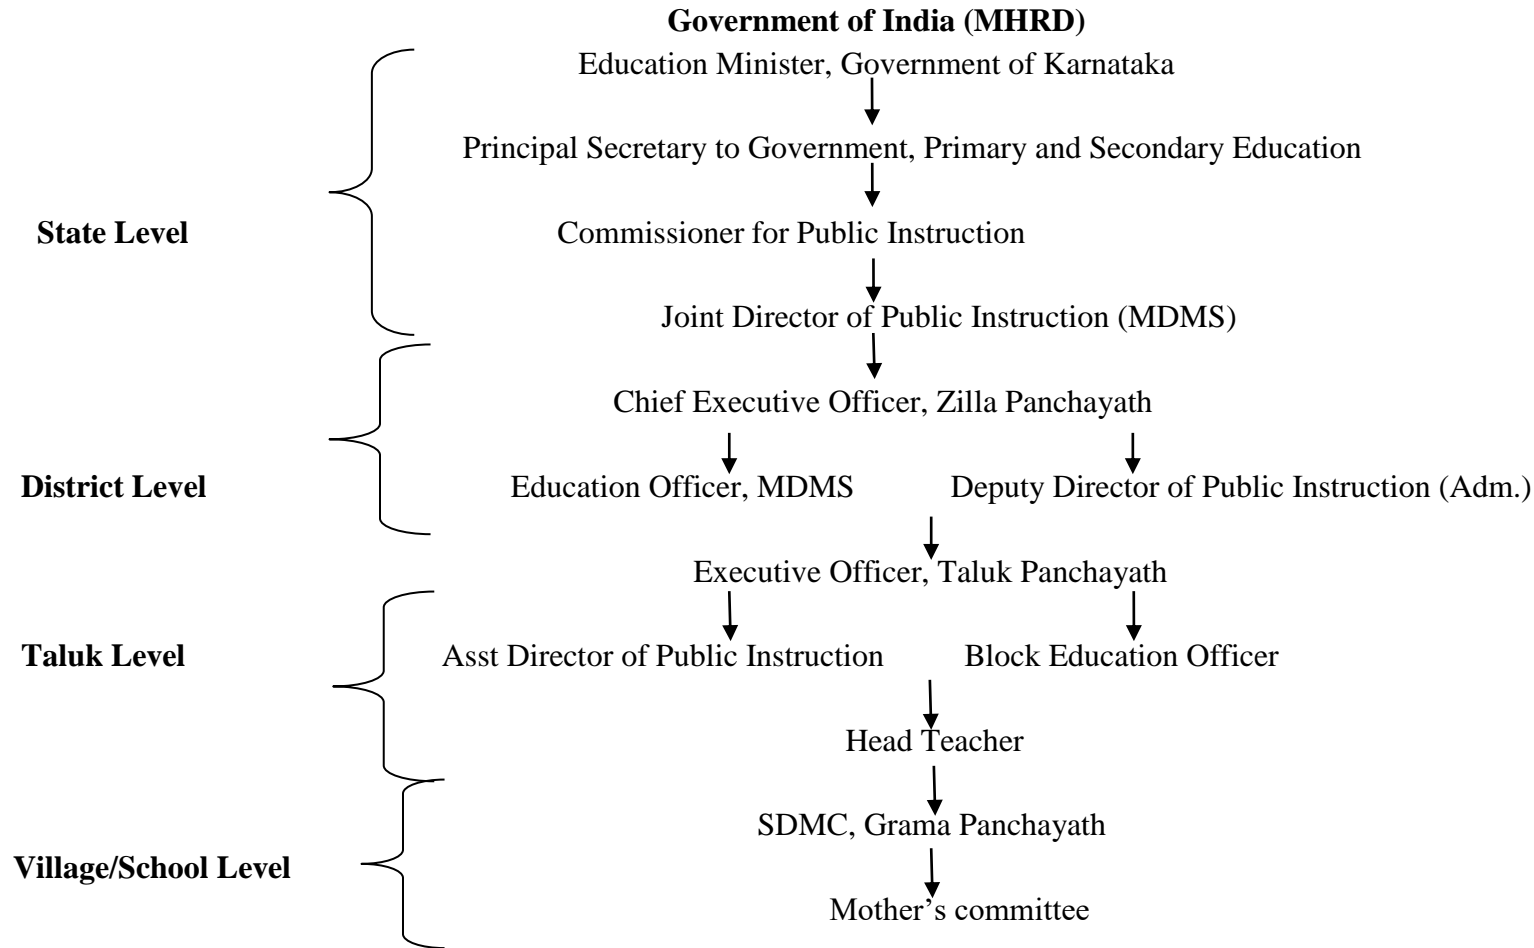 Government of India (MHRD)
Education Minister, Government of Karnataka
Principal Secretary to Government, Primary and Secondary Education
State Level
Commissioner for Public Instruction
Joint Director of Public Instruction (MDMS)
Chief Executive Officer, Zilla Panchayath
District Level
Education Officer, MDMS
Deputy Director of Public Instruction (Adm.)
Executive Officer, Taluk Panchayath
Taluk Level
Asst Director of Public Instruction
Block Education Officer
Head Teacher
SDMC, Grama Panchayath
Village/School Level
Mother’s committee